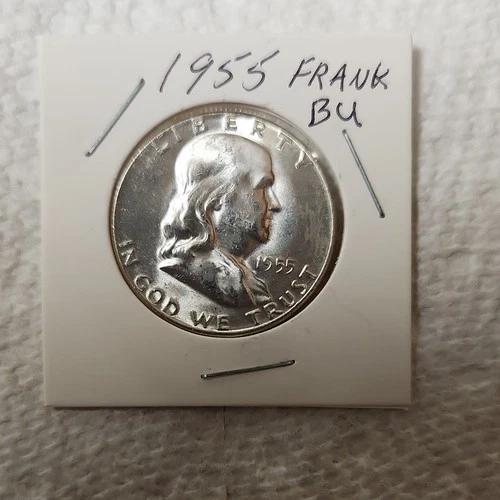 1955 FRANK
BU
LIBERTY
1955
IN GOD WE TRUST